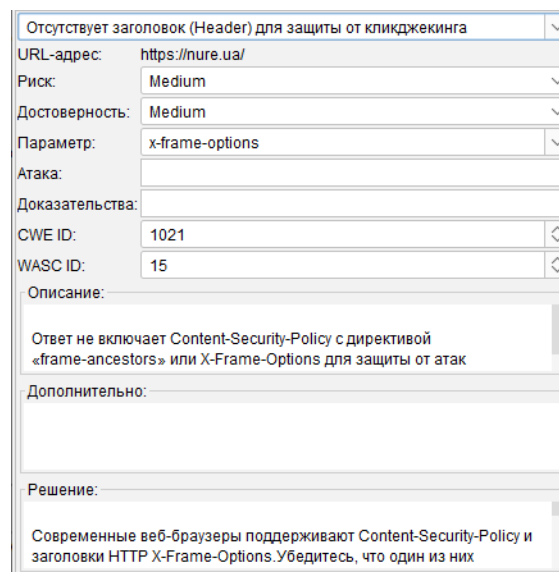 Отсутствует заголовок (Header) для защиты от кликджекинга
URL-адрес: https://nure.ua/
Риск: Medium
Достоверность: Medium
Параметр: x-frame-options
Атака:
Доказательства:
CWE ID: 1021
WASC ID: 15
Описание:
Ответ не включает Content-Security-Policy с директивой
«frame-ancestors» или X-Frame-Options для защиты от атак
Дополнительно:
Решение:
Современные веб-браузеры поддерживают Content-Security-Policy и
заголовки HTTP X-Frame-Options.Убедитесь, что один из них